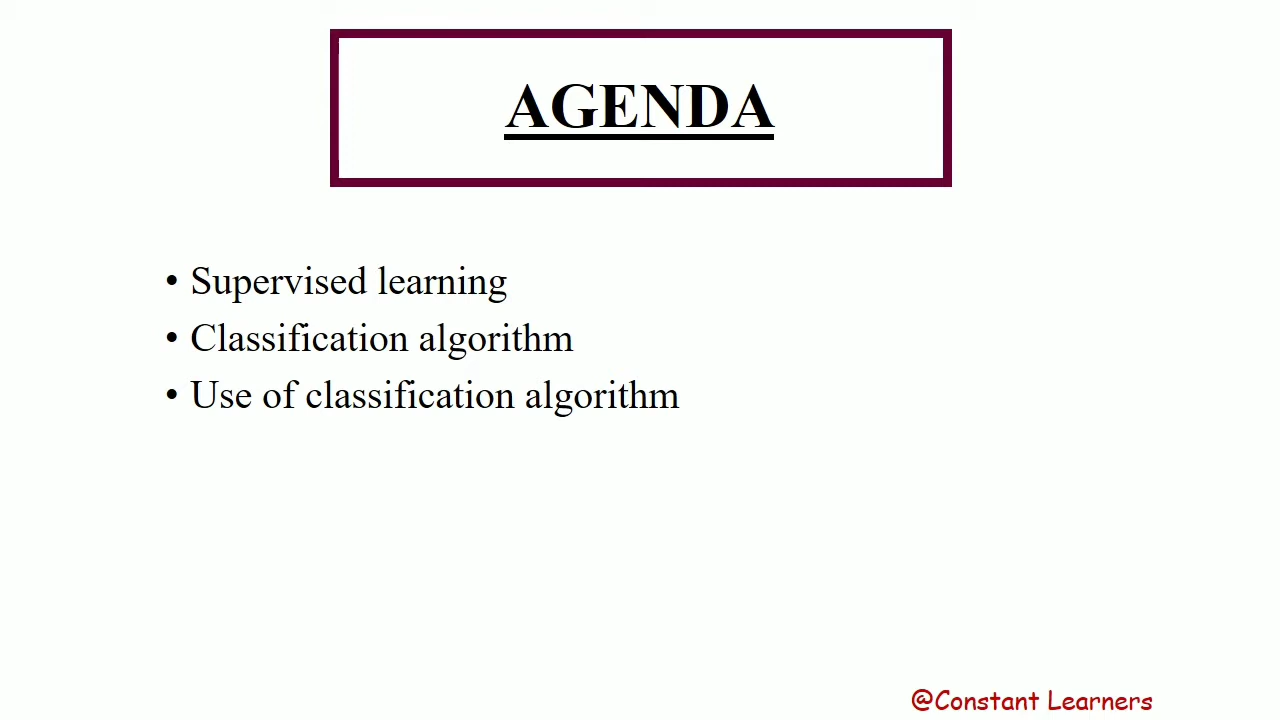 AGENDA
• Supervised learning
• Classification algorithm
• Use of classification algorithm
@Constant Learners